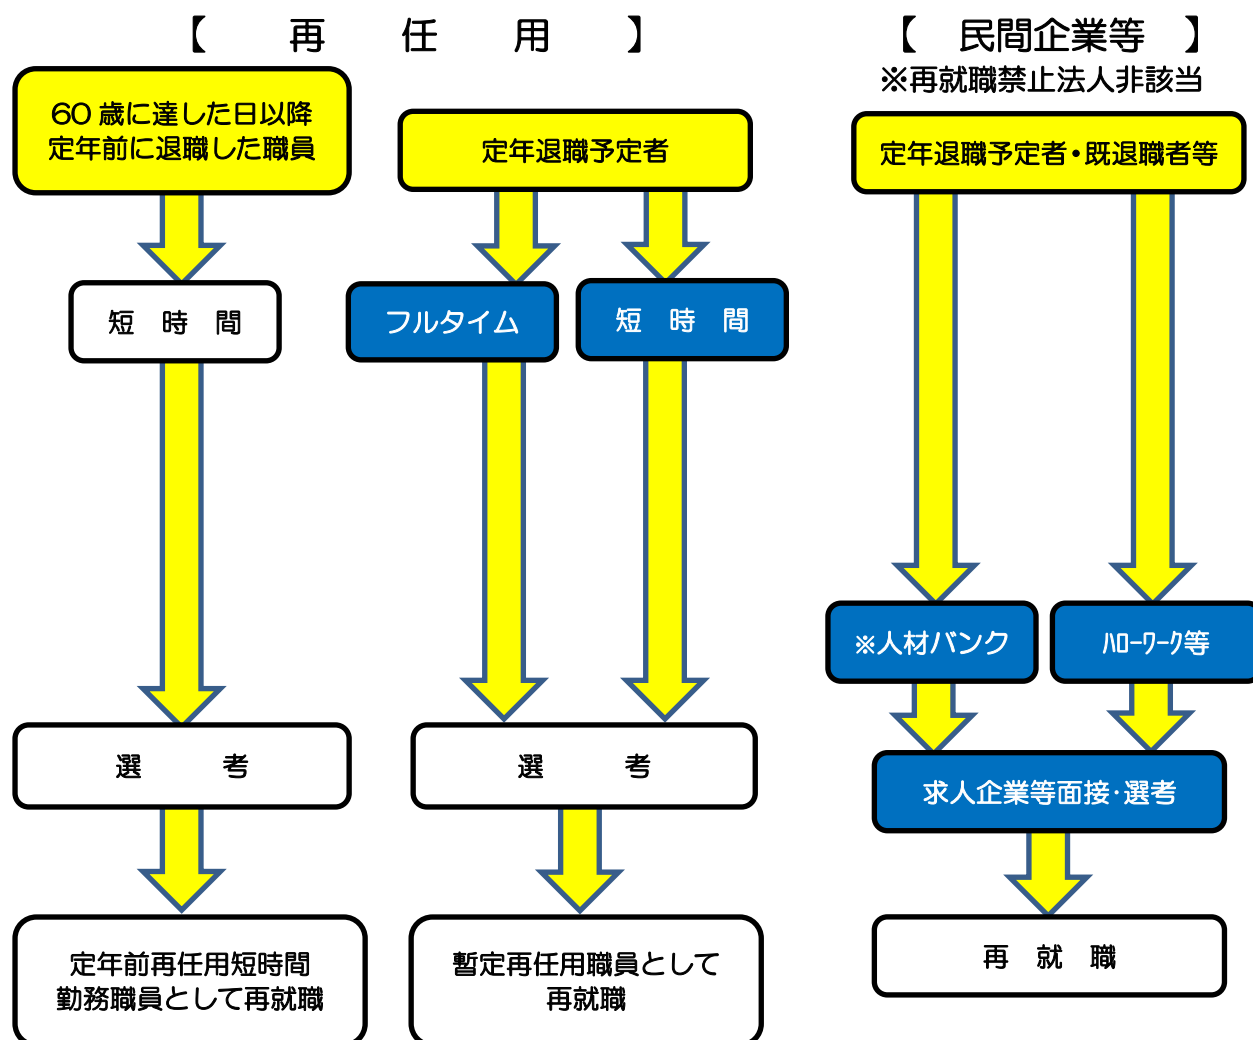 【　再　任　用　】
60歳に達した日以降
定年前に退職した職員
定年退職予定者
短　時　間
フルタイム
短　時　間
選　考
選　考
定年前再任用短時間
勤務職員として再就職
暫定再任用職員として
再就職
【　民間企業等　】
※再就職禁止法人非該当
定年退職予定者・既退職者等
※人材バンク
ﾊﾛｰﾜｰｸ等
求人企業等面接・選考
再　就　職